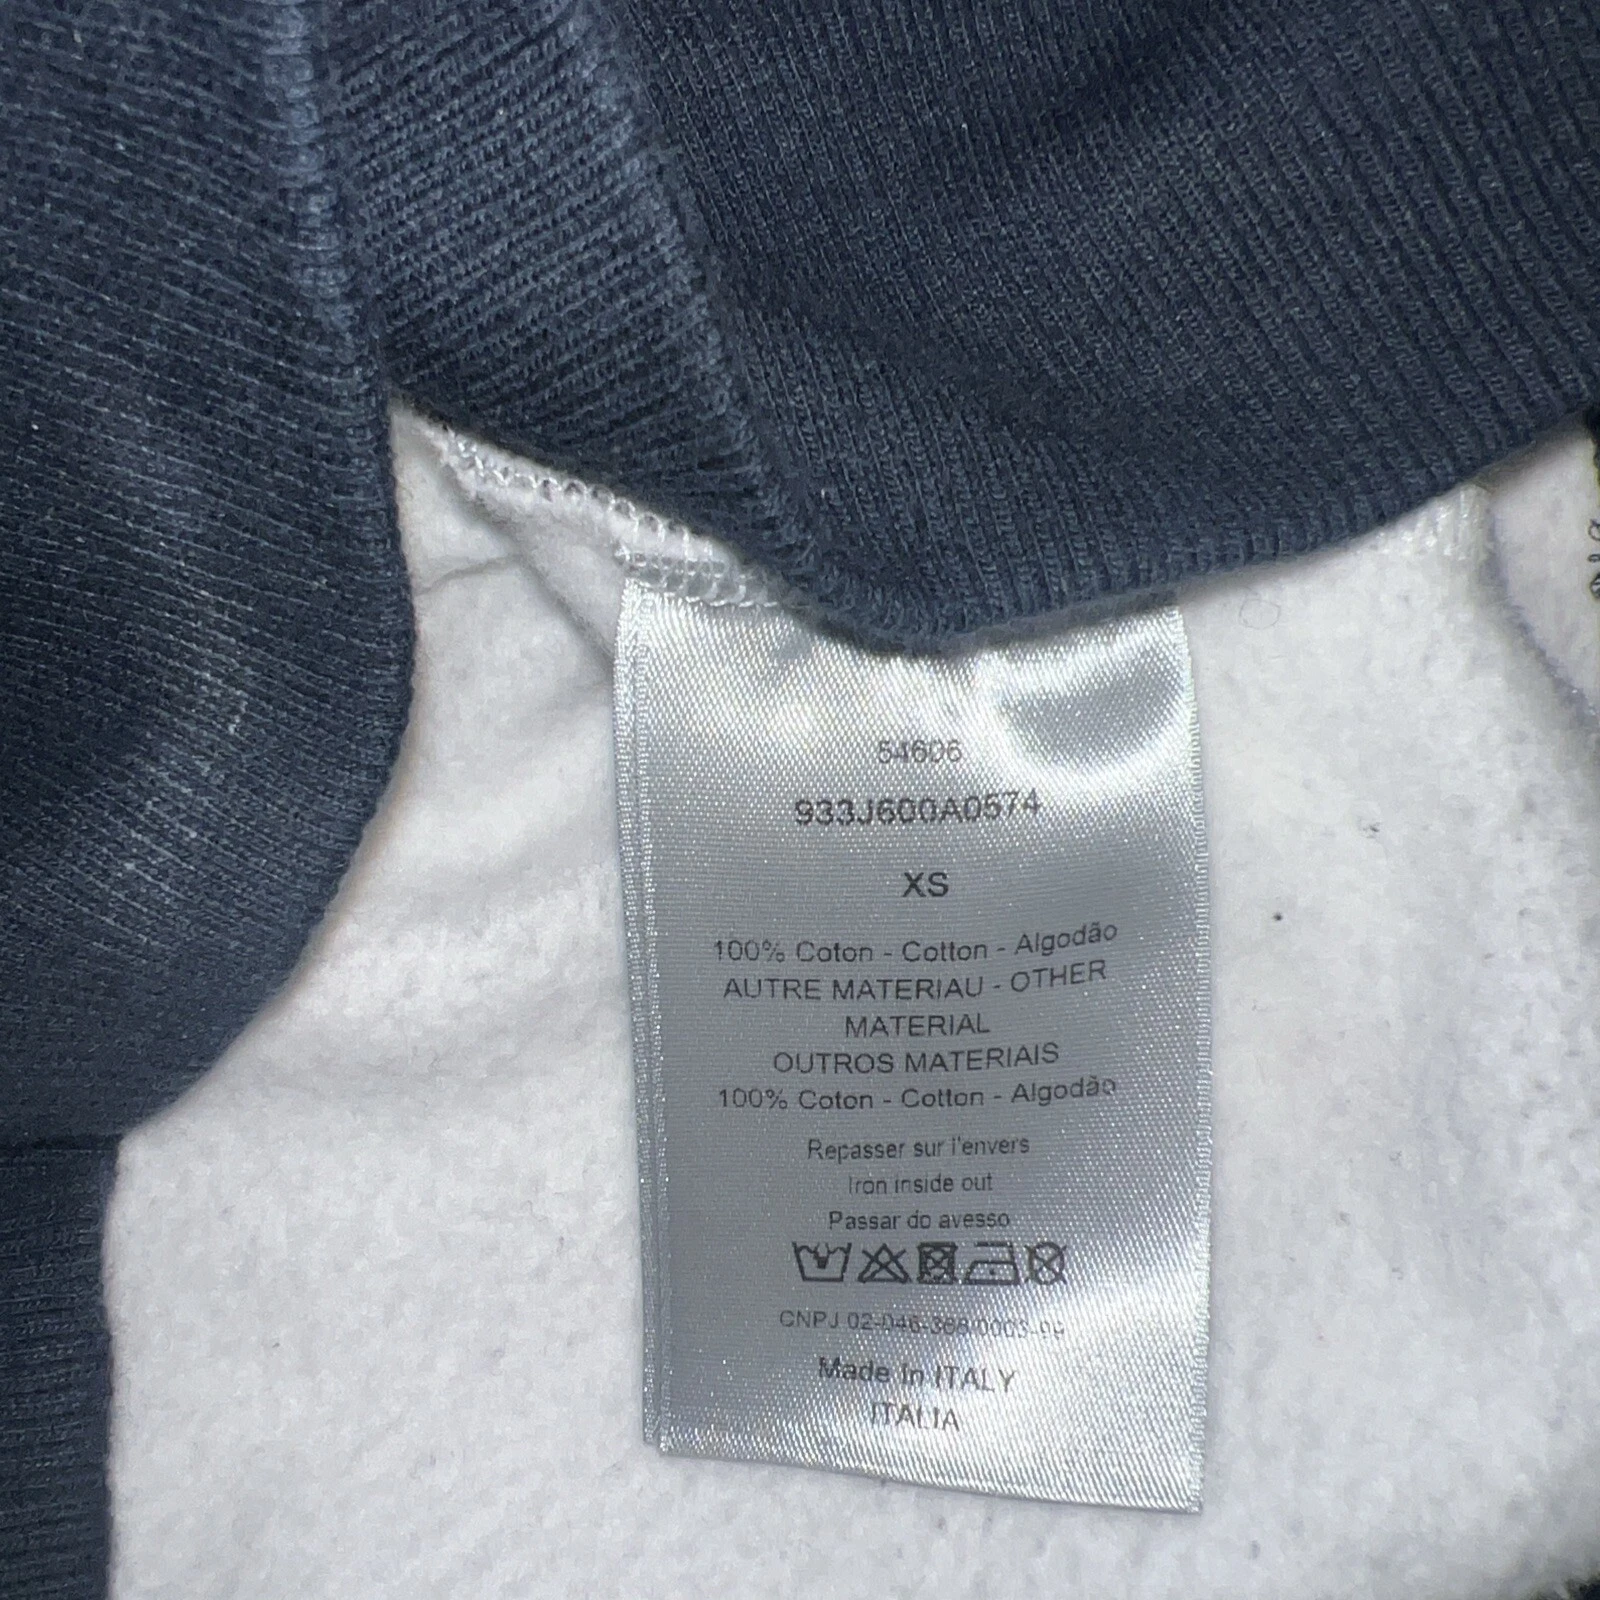 54606
933J600A0574
XS
100% Coton - Cotton - Algodão
AUTRE MATERIAU - OTHER
MATERIAL
OUTROS MATERIAIS
100% Coton - Cotton - Algodão
Repasser sur l'envers
Iron inside out
Passar do avesso
CNPJ
Made In ITALY
ITALIA